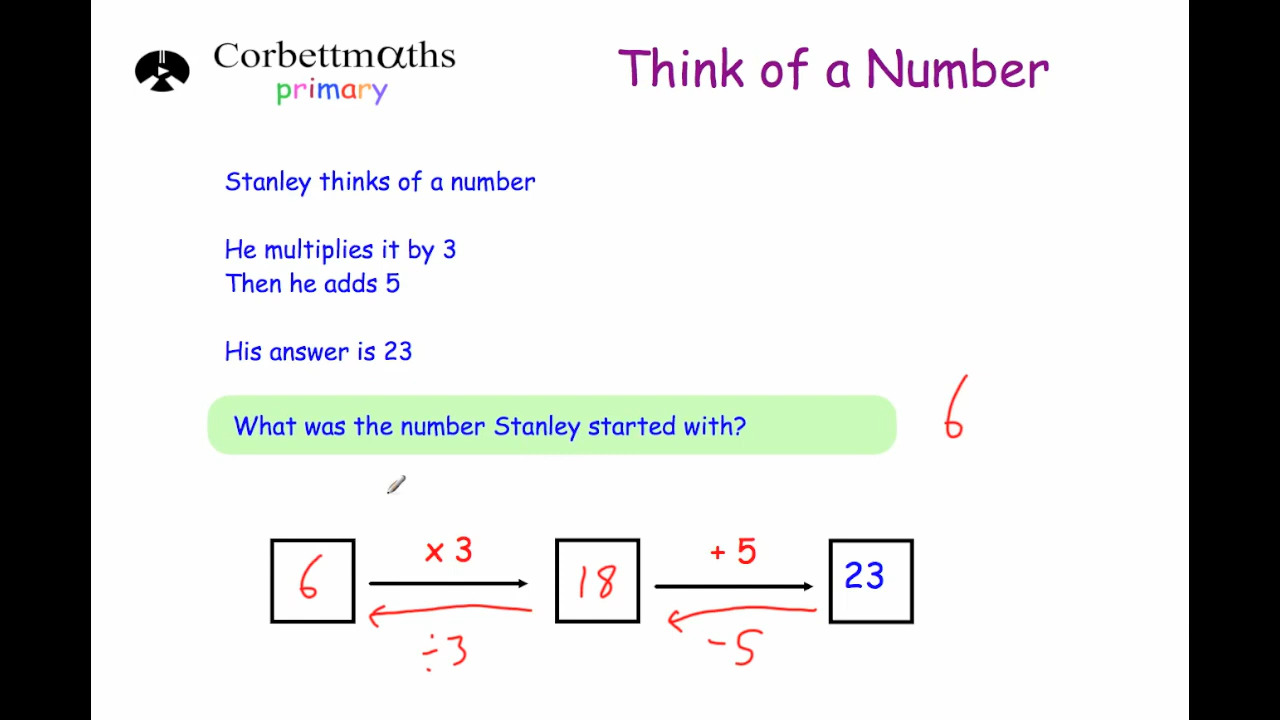 Corbettmαths
primary
Think of a Number
Stanley thinks of a number
He multiplies it by 3
Then he adds 5
His answer is 23
What was the number Stanley started with?
6
x 3
+ 5
6
18
23
÷3
-5